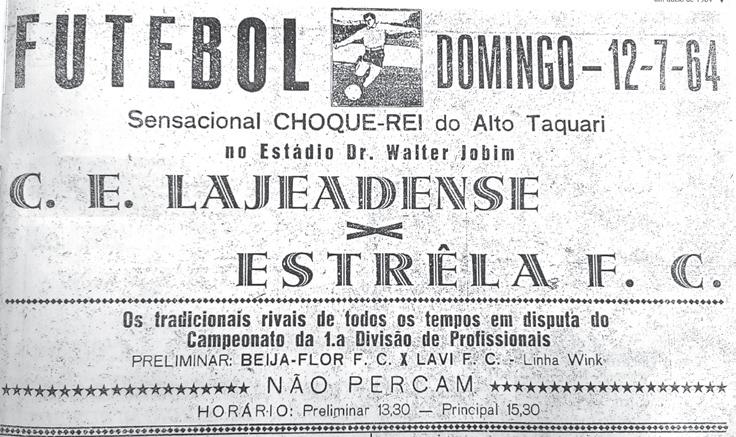 FUTEBOL DOMINGO - 12-7-64
Sensacional CHOQUE-REI do Alto Taquari
no Estádio Dr. Walter Jobim
C. E. LAJEADENSE
X
ESTRÊLA F. C.
Os tradicionais rivais de todos os tempos em disputa do
Campeonato da 1.a Divisão de Profissionais
PRELIMINAR: BEIJA-FLOR F. C. X LAVI F. C. - Linha Wink
NÃO PERCAM
HORÁRIO: Preliminar 13,30 — Principal 15,30